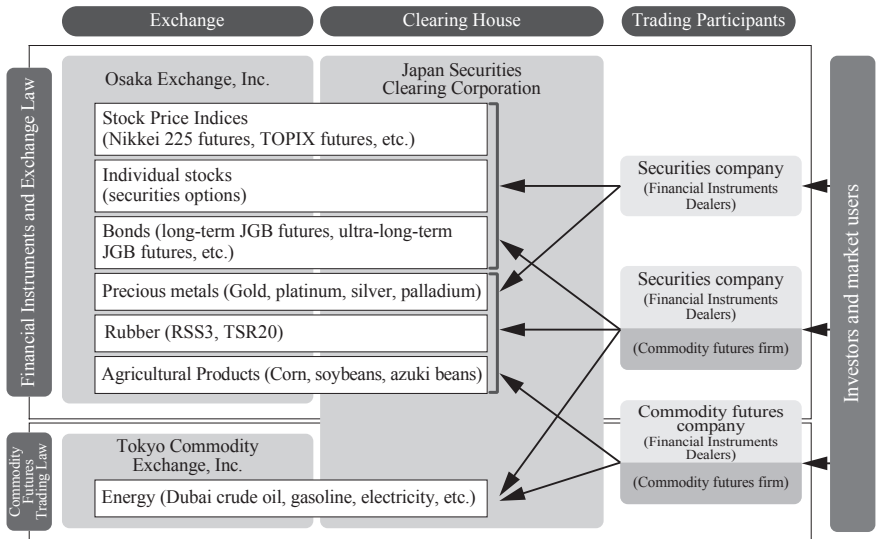 Exchange
Clearing House
Trading Participants
Financial Instruments and Exchange Law
Osaka Exchange, Inc.
Japan Securities
Clearing Corporation
Stock Price Indices
(Nikkei 225 futures, TOPIX futures, etc.)
Individual stocks
(securities options)
Bonds (long-term JGB futures, ultra-long-term
JGB futures, etc.)
Precious metals (Gold, platinum, silver, palladium)
Rubber (RSS3, TSR20)
Agricultural Products (Corn, soybeans, azuki beans)
Securities company
(Financial Instruments
Dealers)
Securities company
(Financial Instruments
Dealers)
(Commodity futures firm)
Commodity futures
company
(Financial Instruments
Dealers)
(Commodity futures firm)
Investors and market users
Commodity
Futures
Trading Law
Tokyo Commodity
Exchange, Inc.
Energy (Dubai crude oil, gasoline, electricity, etc.)